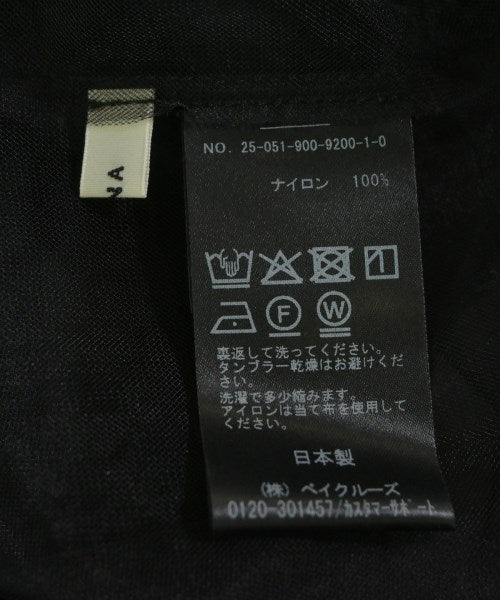 NO. 25-051-900-9200-1-0
ナイロン 100%
F
W
裏返して洗ってください。
タンブラー乾燥はお避けくだ
さい。
洗濯で多少縮みます。
アイロンは当て布を使用して
ください。
日本製
(株) ベイクルーズ
0120-301457/カスタマーサポート
NA